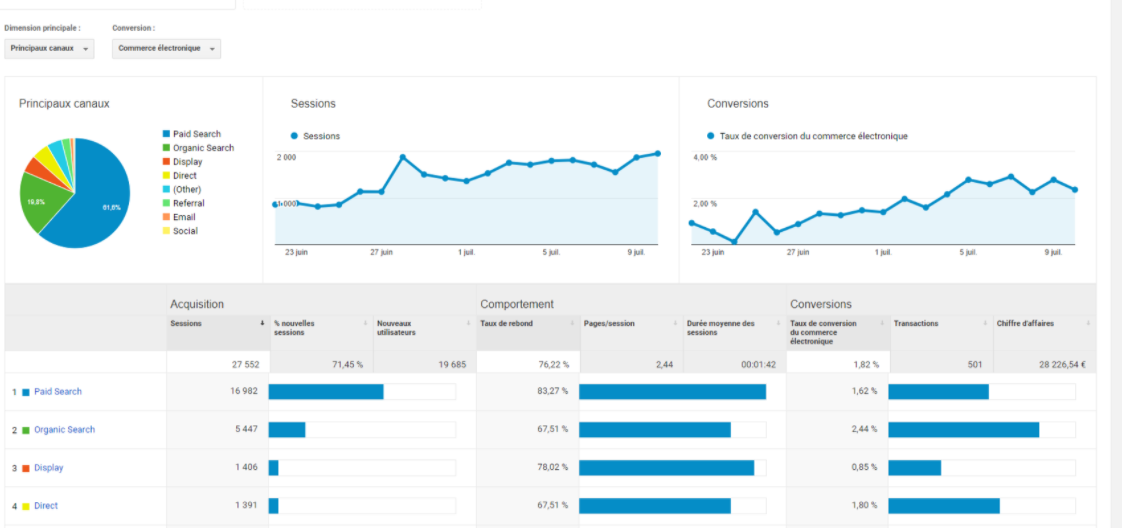 Dimension principale :
Conversion :
Principaux canaux
Commerce électronique
Principaux canaux
61,6%
19,8%
Paid Search
Organic Search
Display
Direct
(Other)
Referral
Email
Social
Sessions
Sessions
2 000
1 000
23 juin
27 juin
1 juil.
5 juil.
9 juil.
Conversions
Taux de conversion du commerce électronique
4,00 %
2,00 %
23 juin
27 juin
1 juil.
5 juil.
9 juil.
Acquisition
Comportement
Conversions
Sessions
% nouvelles
sessions
Nouveaux
utilisateurs
Taux de rebond
Pages/session
Durée moyenne des
sessions
Taux de conversion
du commerce
électronique
Transactions
Chiffre d'affaires
27 552 71,45 % 19 685 76,22 % 2,44 00:01:42 1,82 % 501 28 226,54 €
1 Paid Search 16 982 83,27 % 1,62 %
2 Organic Search 5 447 67,51 % 2,44 %
3 Display 1 406 78,02 % 0,85 %
4 Direct 1 391 67,51 % 1,80 %